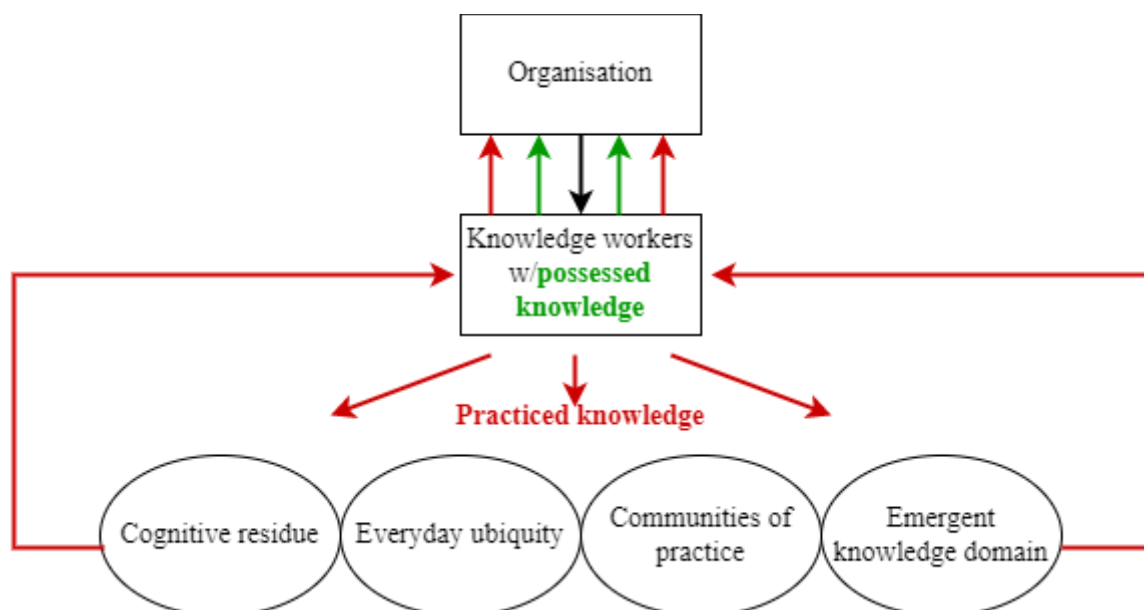 Organisation
Knowledge workers
w/possessed
knowledge
Practiced knowledge
Cognitive residue
Everyday ubiquity
Communities of
practice
Emergent
knowledge domain